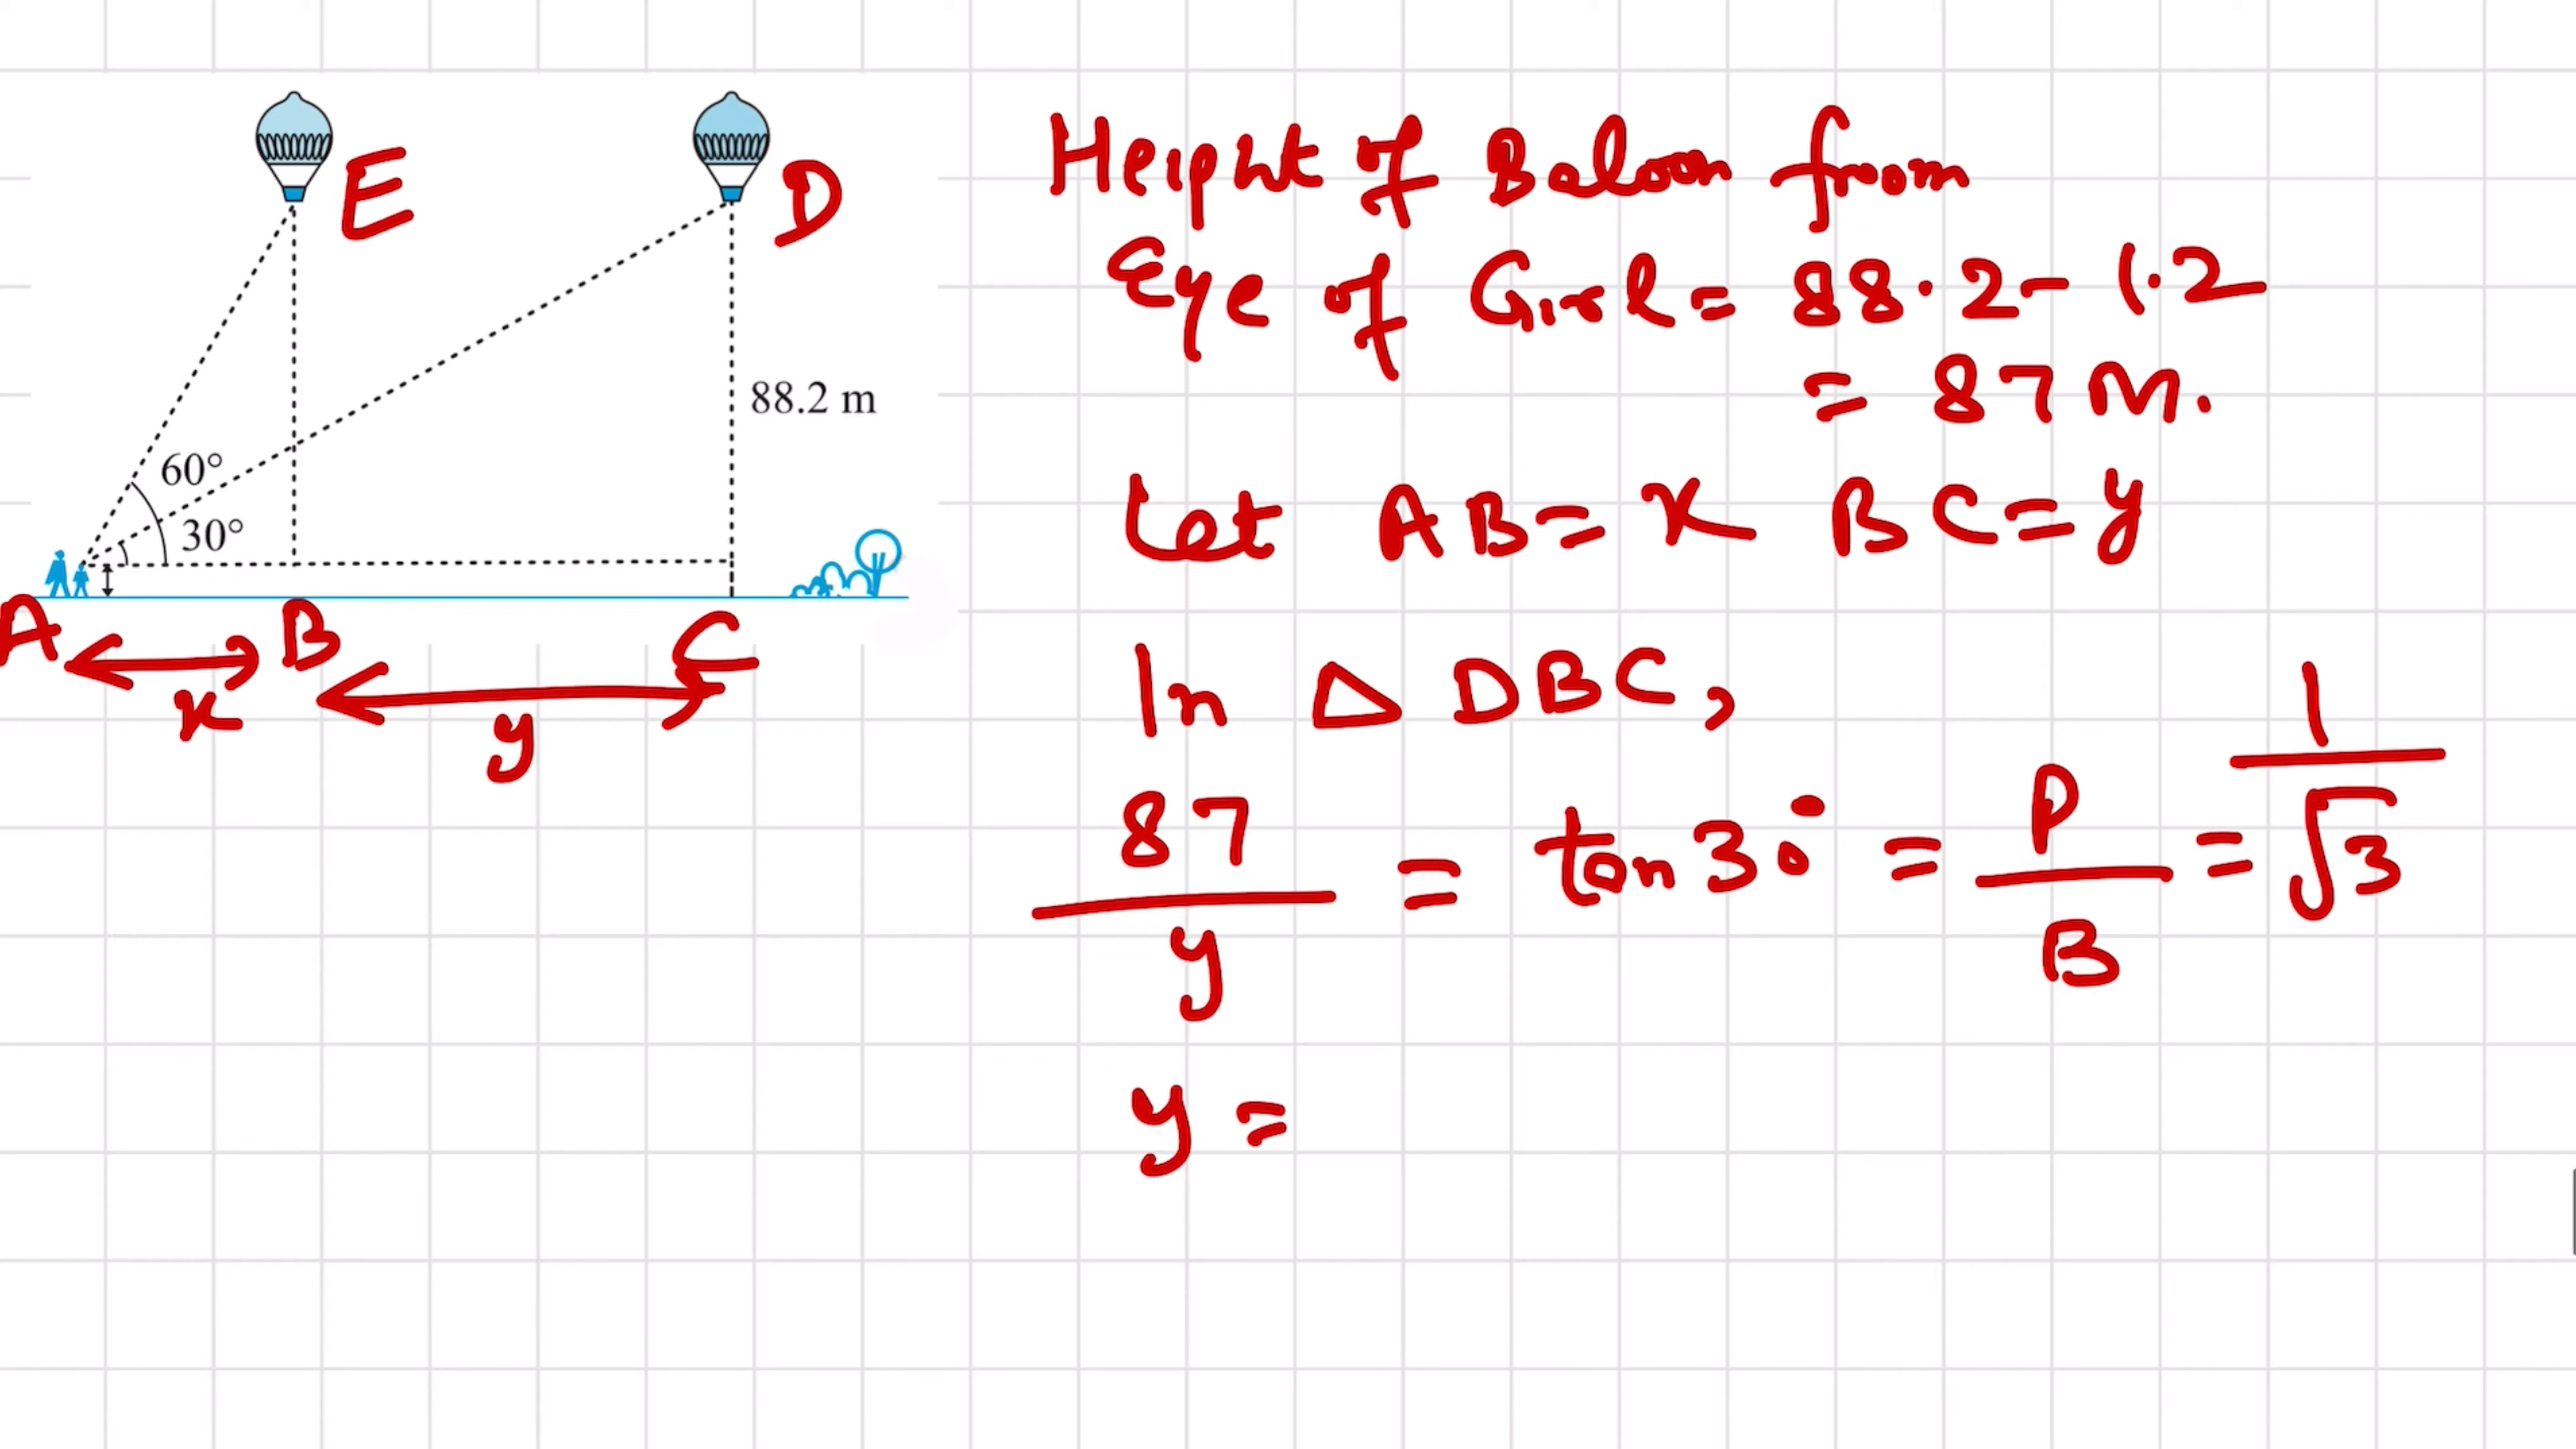 E
D
88.2 m
60°
30°
A
B
C
x
y
Height of Baloon from
Eye of Girl = 88.2 - 1.2
= 87 M.
Let AB = x BC = y
In △ DBC,
87/y = tan 30° = P/B = 1/√3
y =